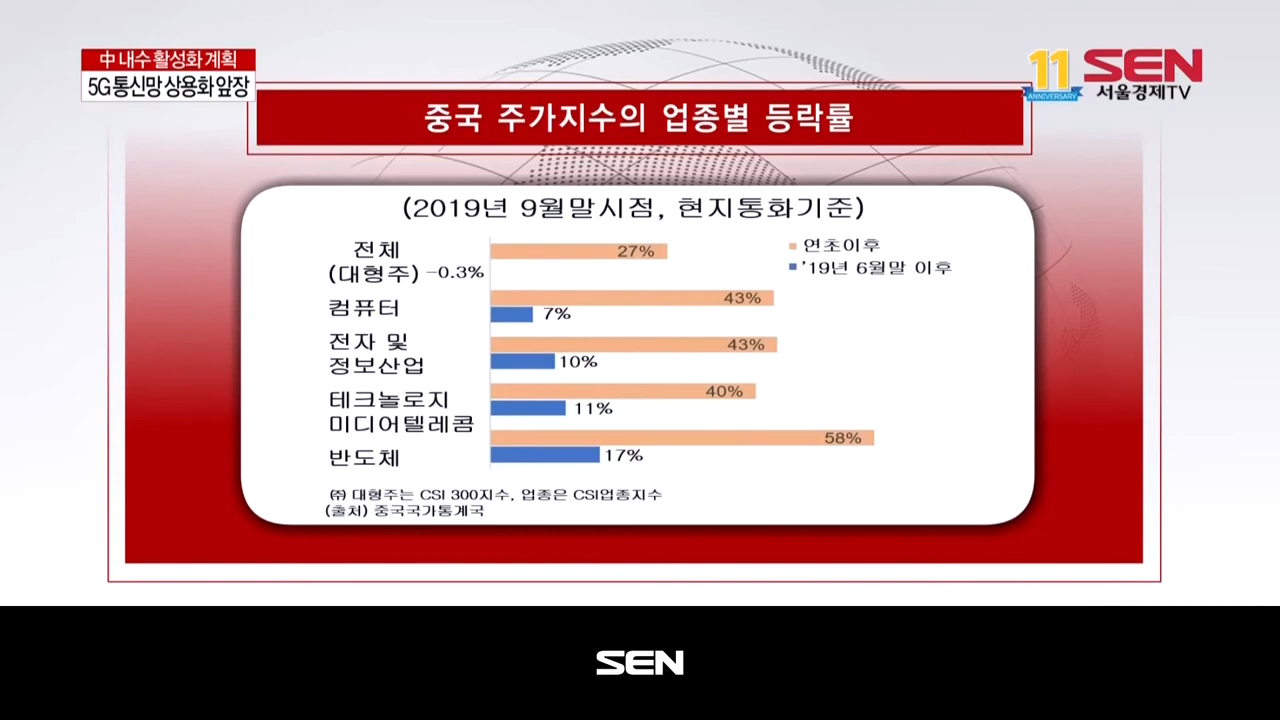 中 내수 활성화 계획
5G 통신망 상용화 앞장
11
ANNIVERSARY
SEN
서울경제TV
중국 주가지수의 업종별 등락률
(2019년 9월말시점, 현지통화기준)
연초이후
'19년 6월말 이후
전체
27%
(대형주) -0.3%
컴퓨터
43%
7%
전자 및
정보산업
43%
10%
테크놀로지
미디어텔레콤
40%
11%
반도체
58%
17%
㈜ 대형주는 CSI 300지수, 업종은 CSI업종지수
(출처) 중국국가통계국
SEN